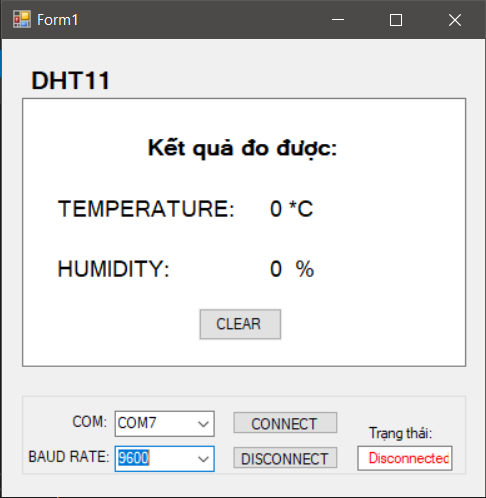 Form1
DHT11
Kết quả đo được:
TEMPERATURE: 0 *C
HUMIDITY: 0 %
CLEAR
COM: COM7 CONNECT
Trạng thái:
BAUD RATE: 9600 DISCONNECT Disconnected